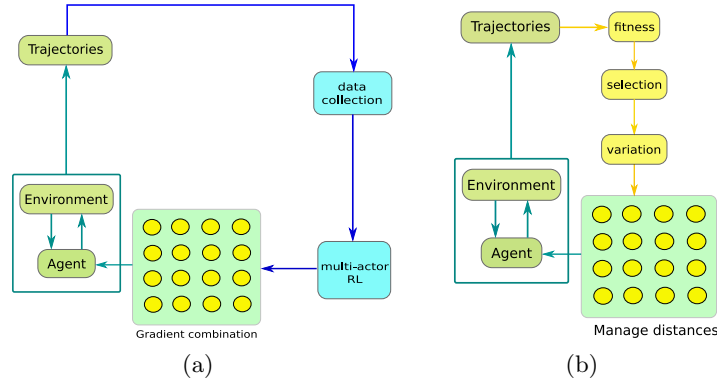 Trajectories
data
collection
Environment
Agent
multi-actor
RL
Gradient combination
(a)
Trajectories
fitness
selection
variation
Environment
Agent
Manage distances
(b)